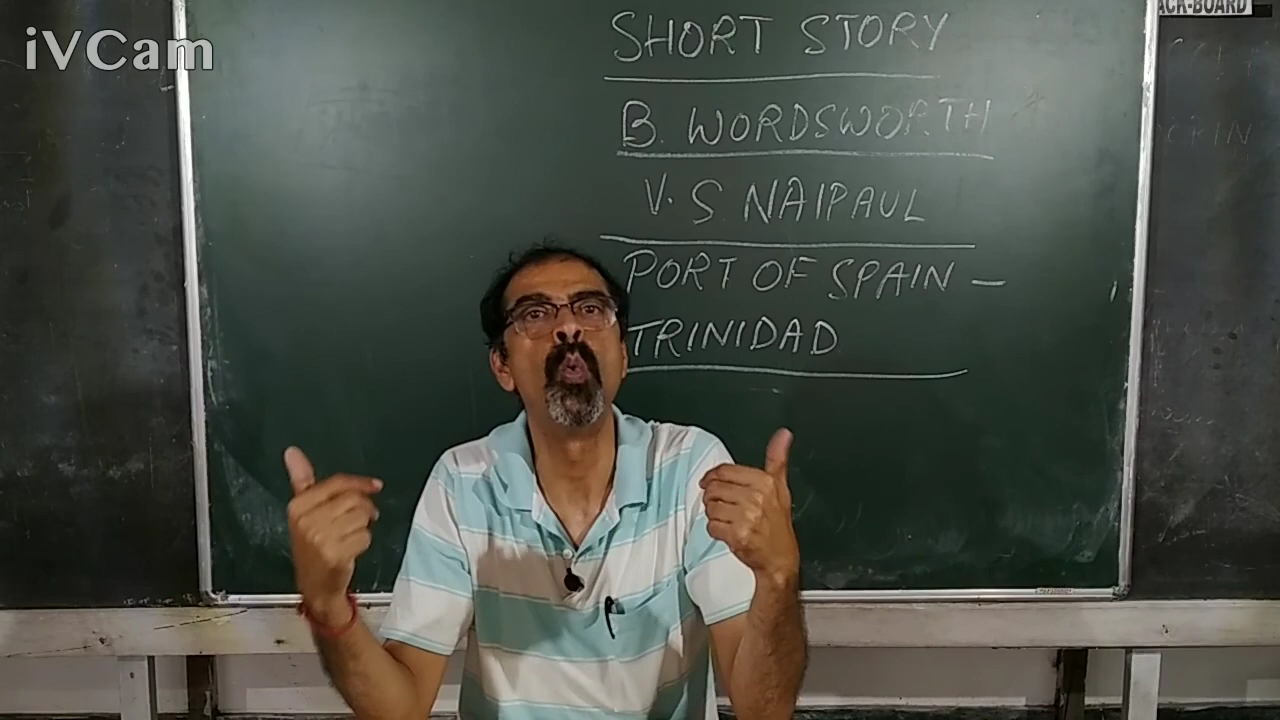 iVCam
ACK-BOARD
SHORT STORY
B. WORDSWORTH
V. S. NAIPAUL
PORT OF SPAIN —
TRINIDAD